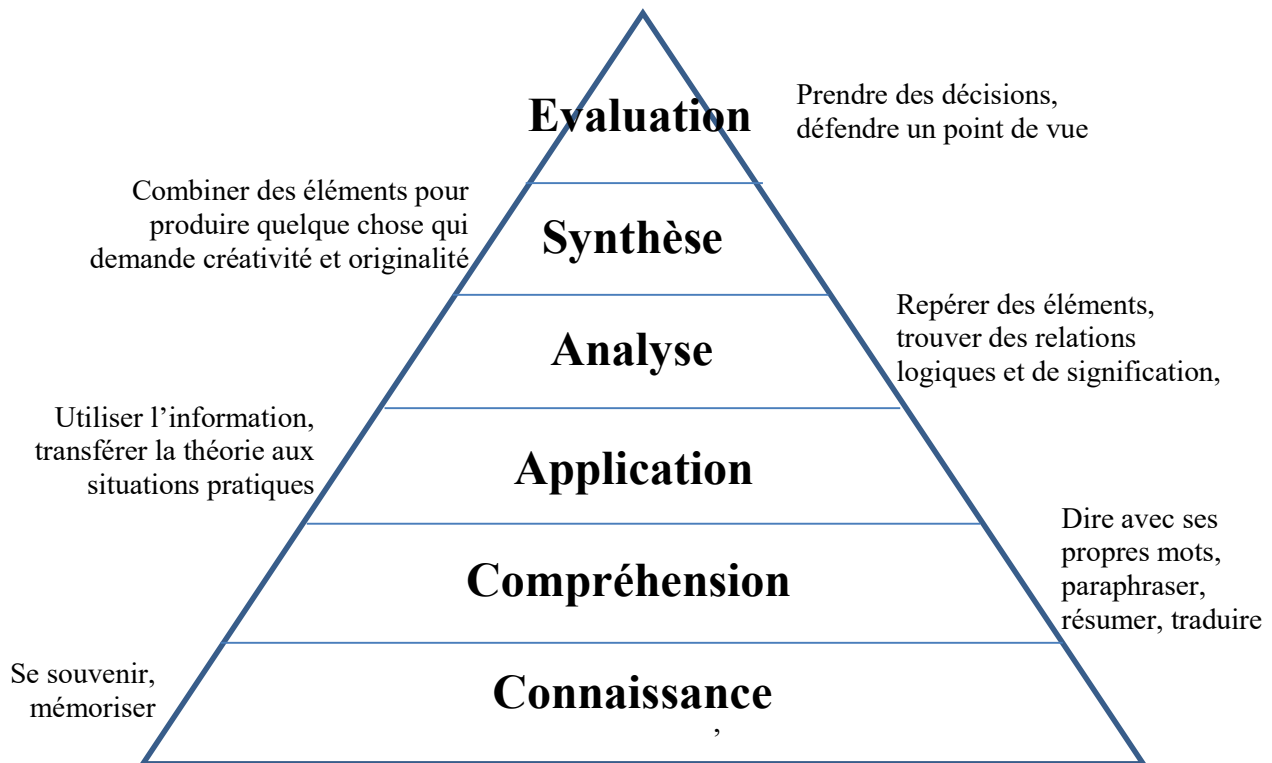 Evaluation
Prendre des décisions,
défendre un point de vue
Combiner des éléments pour
produire quelque chose qui
demande créativité et originalité
Synthèse
Analyse
Repérer des éléments,
trouver des relations
logiques et de signification,
Utiliser l’information,
transférer la théorie aux
situations pratiques
Application
Compréhension
Dire avec ses
propres mots,
paraphraser,
résumer, traduire
Se souvenir,
mémoriser
Connaissance
,